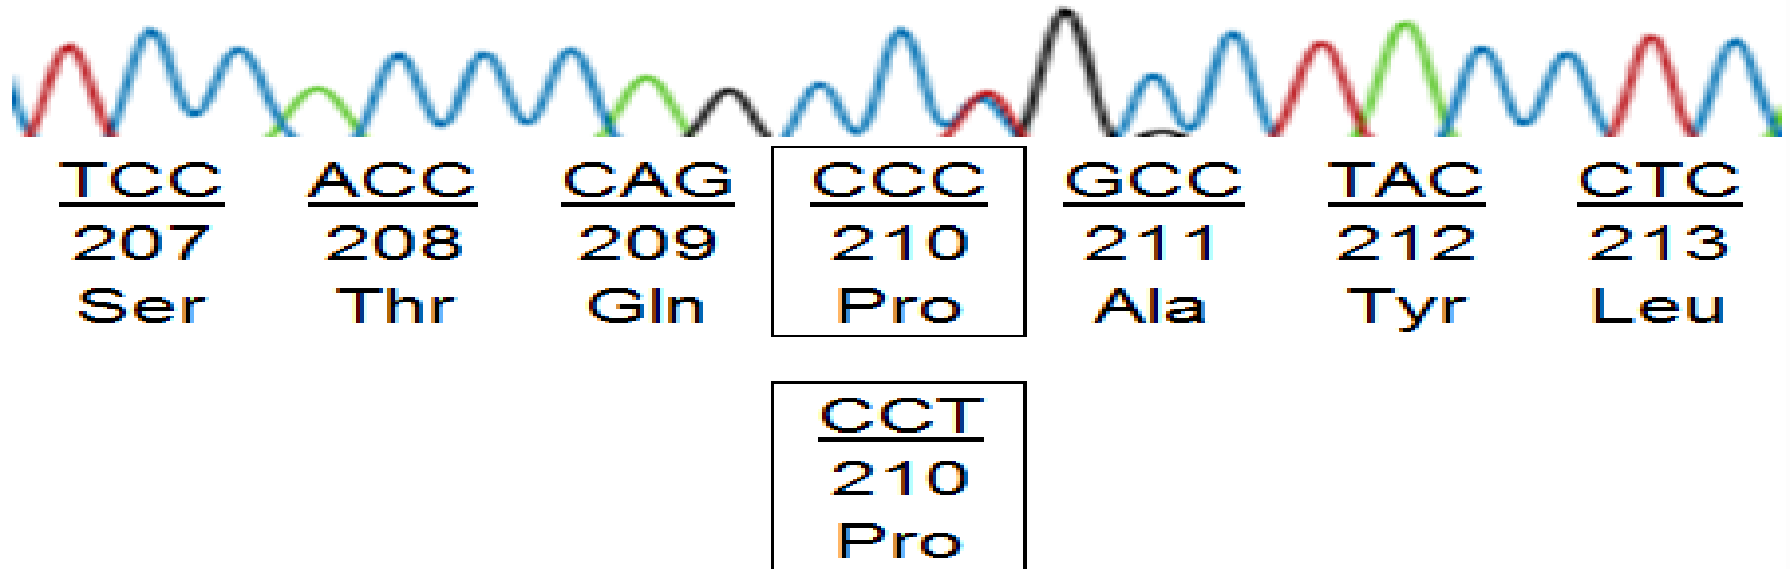 TCC ACC CAG CCC GCC TAC CTC
207 208 209 210 211 212 213
Ser Thr Gln Pro Ala Tyr Leu
CCT
210
Pro